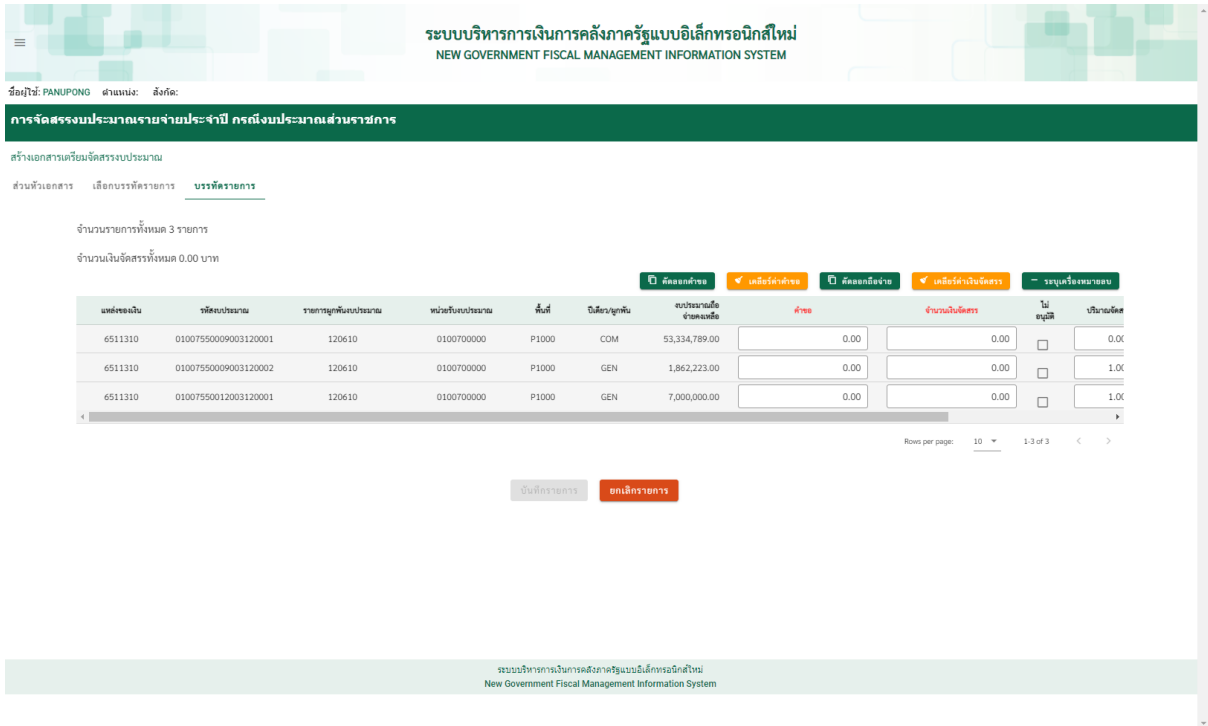 ระบบบริหารการเงินการคลังภาครัฐแบบอิเล็กทรอนิกส์ใหม่
NEW GOVERNMENT FISCAL MANAGEMENT INFORMATION SYSTEM
ชื่อผู้ใช้: PANUPONG ตำแหน่ง: สังกัด:
การจัดสรรงบประมาณรายจ่ายประจำปี กรณีงบประมาณส่วนราชการ
สร้างเอกสารเตรียมจัดสรรงบประมาณ
ส่วนหัวเอกสาร เลือกบรรทัดรายการ บรรทัดรายการ
จำนวนรายการทั้งหมด 3 รายการ
จำนวนเงินจัดสรรทั้งหมด 0.00 บาท
คัดลอกคำขอ เคลียร์ค่าคำขอ คัดลอกถือจ่าย เคลียร์ค่าเงินจัดสรร ระบุเครื่องหมายลบ
แหล่งของเงิน รหัสงบประมาณ รายการผูกพันงบประมาณ หน่วยรับงบประมาณ พื้นที่ ปีเดียว/ผูกพัน งบประมาณถือจ่ายคงเหลือ คำขอ จำนวนเงินจัดสรร ไม่อนุมัติ ปริมาณจัดส
6511310 01007550009003120001 120610 0100700000 P1000 COM 53,334,789.00 0.00 0.00 0.00
6511310 01007550009003120002 120610 0100700000 P1000 GEN 1,862,223.00 0.00 0.00 1.00
6511310 01007550012003120001 120610 0100700000 P1000 GEN 7,000,000.00 0.00 0.00 1.00
Rows per page: 10 1-3 of 3
บันทึกรายการ ยกเลิกรายการ
ระบบบริหารการเงินการคลังภาครัฐแบบอิเล็กทรอนิกส์ใหม่
New Government Fiscal Management Information System